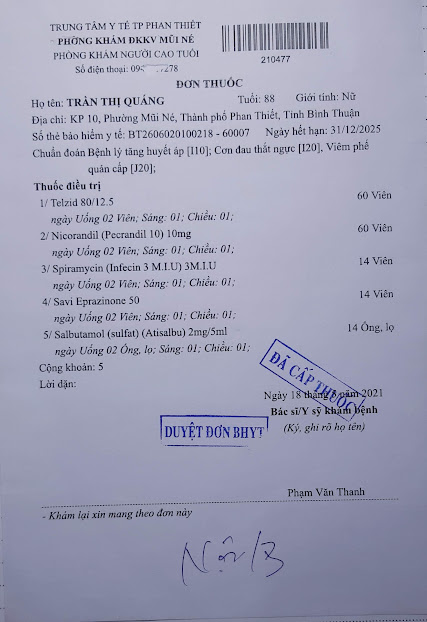 TRUNG TÂM Y TẾ TP PHAN THIẾT
PHÒNG KHÁM ĐKKV MŨI NÉ
PHÒNG KHÁM NGƯỜI CAO TUỔI
Số điện thoại: 09 278
210477
ĐƠN THUỐC
Họ tên: TRẦN THỊ QUÁNG Tuổi: 88 Giới tính: Nữ
Địa chỉ: KP 10, Phường Mũi Né, Thành phố Phan Thiết, Tỉnh Bình Thuận
Số thẻ bảo hiểm y tế: BT2606020100218 - 60007 Ngày hết hạn: 31/12/2025
Chuẩn đoán Bệnh lý tăng huyết áp [I10]; Cơn đau thắt ngực [I20], Viêm phế
quản cấp [J20];
Thuốc điều trị
1/ Telzid 80/12.5 60 Viên
ngày Uống 02 Viên; Sáng: 01; Chiều: 01;
2/ Nicorandil (Pecrandil 10) 10mg 60 Viên
ngày Uống 02 Viên; Sáng: 01; Chiều: 01;
3/ Spiramycin (Infecin 3 M.I.U) 3M.I.U 14 Viên
ngày Uống 02 Viên; Sáng: 01; Chiều: 01;
4/ Savi Eprazinone 50 14 Viên
ngày Uống 02 Viên; Sáng: 01; Chiều: 01;
5/ Salbutamol (sulfat) (Atisalbu) 2mg/5ml 14 Ống, lọ
ngày Uống 02 Ống, lọ; Sáng: 01; Chiều: 01;
Cộng khoản: 5
Lời dặn:
ĐÃ CẤP THUỐC
Ngày 18 tháng năm 2021
Bác sĩ/Y sỹ khám bệnh
(Ký, ghi rõ họ tên)
DUYỆT ĐƠN BHYT
Phạm Văn Thanh
- Khám lại xin mang theo đơn này